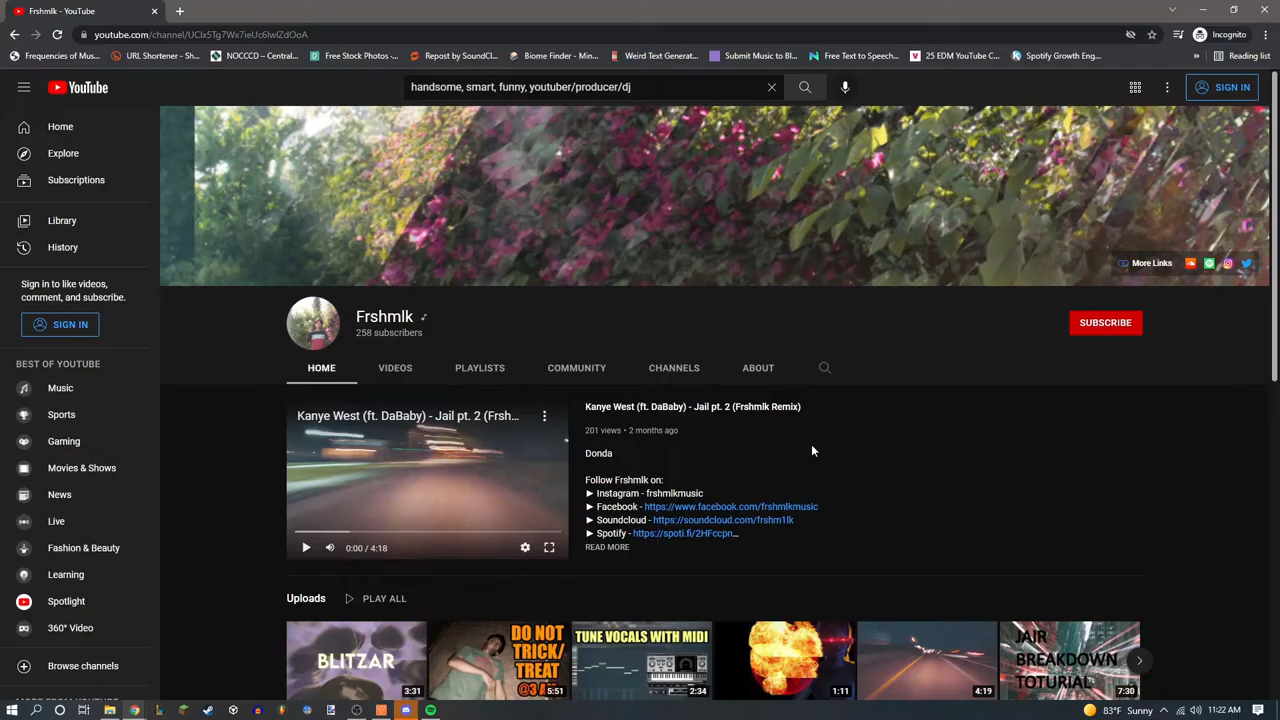 Frshmlk - YouTube
Incognito
youtube.com/channel/UClx5Tg7Wx7ieUc6IwlZdOoA
Frequencies of Mus...
URL Shortener - Sh...
NOCCCD – Central...
Free Stock Photos -...
Repost by SoundCl...
Biome Finder - Min...
Weird Text Generat...
Submit Music to Bl...
Free Text to Speech...
25 EDM YouTube C...
Spotify Growth Eng...
»
Reading list
YouTube
handsome, smart, funny, youtuber/producer/dj
SIGN IN
Home
Explore
Subscriptions
Library
History
Sign in to like videos,
comment, and subscribe.
SIGN IN
BEST OF YOUTUBE
Music
Sports
Gaming
Movies & Shows
News
Live
Fashion & Beauty
Learning
Spotlight
360° Video
Browse channels
More Links
Frshmlk
258 subscribers
SUBSCRIBE
HOME
VIDEOS
PLAYLISTS
COMMUNITY
CHANNELS
ABOUT
Kanye West (ft. DaBaby) - Jail pt. 2 (Frsh...
0:00 / 4:18
Kanye West (ft. DaBaby) - Jail pt. 2 (Frshmlk Remix)
201 views • 2 months ago
Donda
Follow Frshmlk on:
► Instagram - frshmlkmusic
► Facebook - https://www.facebook.com/frshmlkmusic
► Soundcloud - https://soundcloud.com/frshm1lk
► Spotify - https://spoti.fi/2HFccpn...
READ MORE
Uploads
PLAY ALL
BLITZAR
3:31
DO NOT
TRICK/
TREAT
@3 AM
5:51
TUNE VOCALS WITH MIDI
2:34
1:11
4:19
JAIR
BREAKDOWN
TOTURIAL
7:30
83°F Sunny
11:22 AM